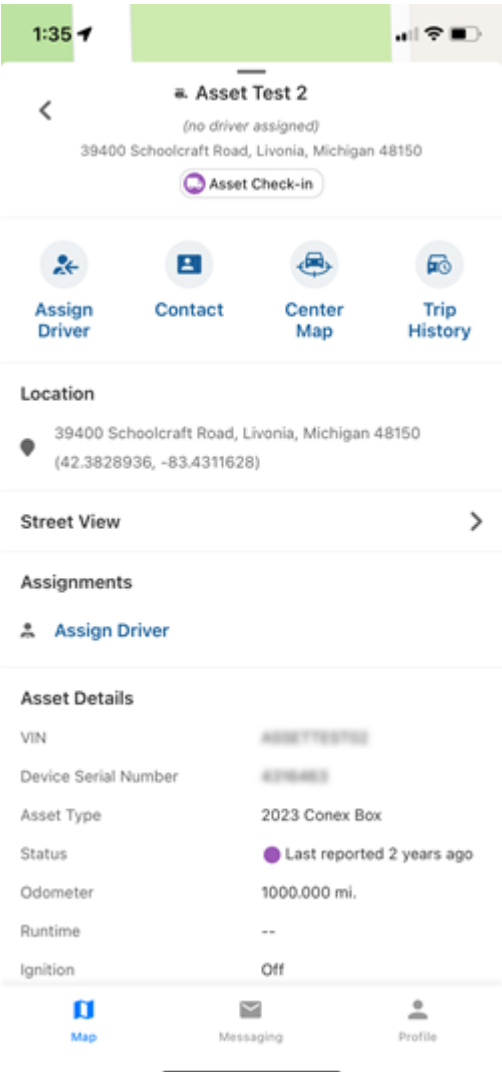 1:35
Asset Test 2
(no driver assigned)
39400 Schoolcraft Road, Livonia, Michigan 48150
Asset Check-in
Assign Driver
Contact
Center Map
Trip History
Location
39400 Schoolcraft Road, Livonia, Michigan 48150
(42.3828936, -83.4311628)
Street View
Assignments
Assign Driver
Asset Details
VIN
Device Serial Number
Asset Type 2023 Conex Box
Status Last reported 2 years ago
Odometer 1000.000 mi.
Runtime --
Ignition Off
Map Messaging Profile